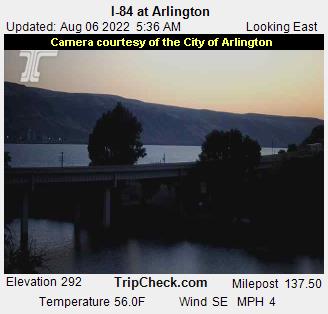 I-84 at Arlington
Updated: Aug 06 2022 5:36 AM Looking East
Camera courtesy of the City of Arlington
Elevation 292 TripCheck.com Milepost 137.50
Temperature 56.0F Wind SE MPH 4